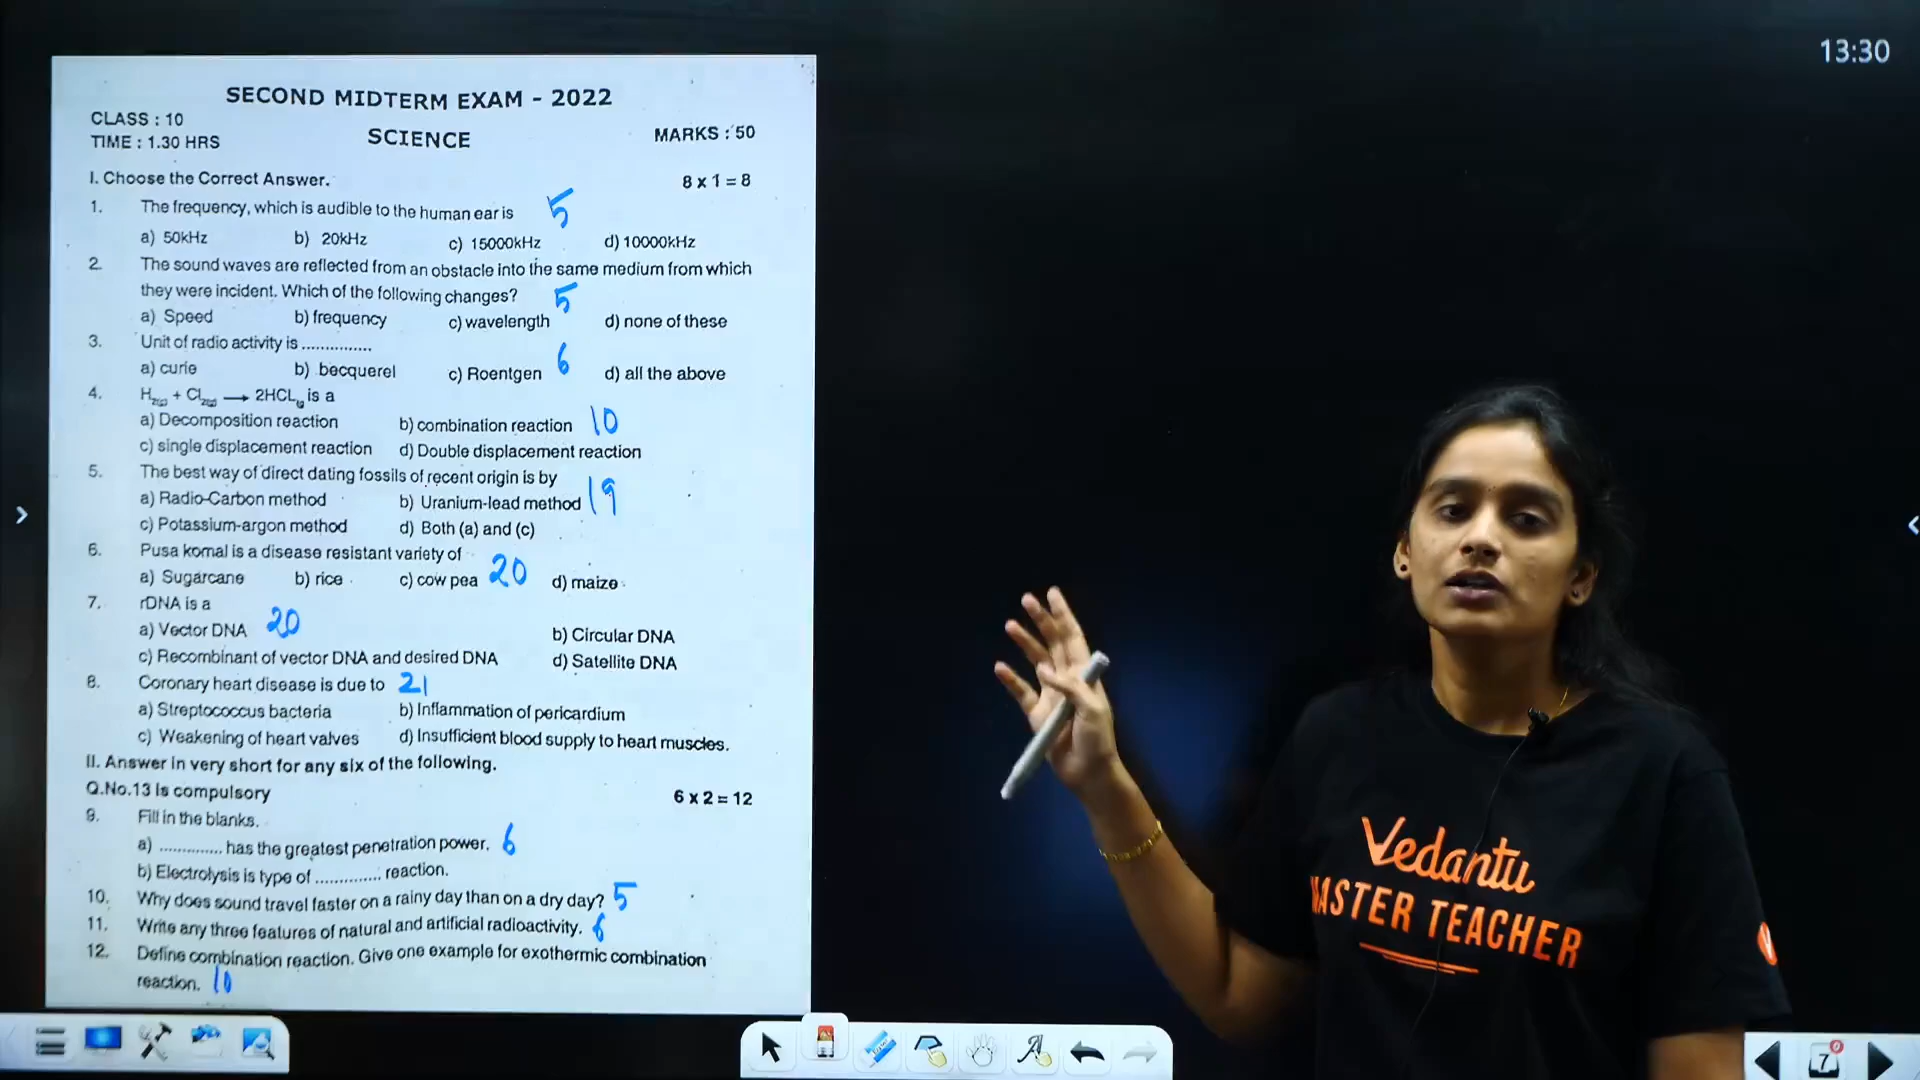 13:30
SECOND MIDTERM EXAM - 2022
CLASS : 10
TIME : 1.30 HRS
SCIENCE
MARKS : 50
I. Choose the Correct Answer.
8 x 1 = 8
1. The frequency, which is audible to the human ear is 5
a) 50kHz b) 20kHz c) 15000kHz d) 10000kHz
2. The sound waves are reflected from an obstacle into the same medium from which
they were incident. Which of the following changes? 5
a) Speed b) frequency c) wavelength d) none of these
3. Unit of radio activity is ...............
a) curie b) becquerel c) Roentgen 6 d) all the above
4. H2(g) + Cl2(g) → 2HCL(g) is a
a) Decomposition reaction b) combination reaction 10
c) single displacement reaction d) Double displacement reaction
5. The best way of direct dating fossils of recent origin is by
a) Radio-Carbon method b) Uranium-lead method 19
c) Potassium-argon method d) Both (a) and (c)
6. Pusa komal is a disease resistant variety of
a) Sugarcane b) rice c) cow pea 20 d) maize
7. rDNA is a
a) Vector DNA 20 b) Circular DNA
c) Recombinant of vector DNA and desired DNA d) Satellite DNA
8. Coronary heart disease is due to 21
a) Streptococcus bacteria b) Inflammation of pericardium
c) Weakening of heart valves d) Insufficient blood supply to heart muscles.
II. Answer in very short for any six of the following.
Q.No.13 is compulsory 6 x 2 = 12
9. Fill in the blanks.
a) .............. has the greatest penetration power. 6
b) Electrolysis is type of .............. reaction.
10. Why does sound travel faster on a rainy day than on a dry day? 5
11. Write any three features of natural and artificial radioactivity. 6
12. Define combination reaction. Give one example for exothermic combination
reaction. 10
Vedantu
MASTER TEACHER
7